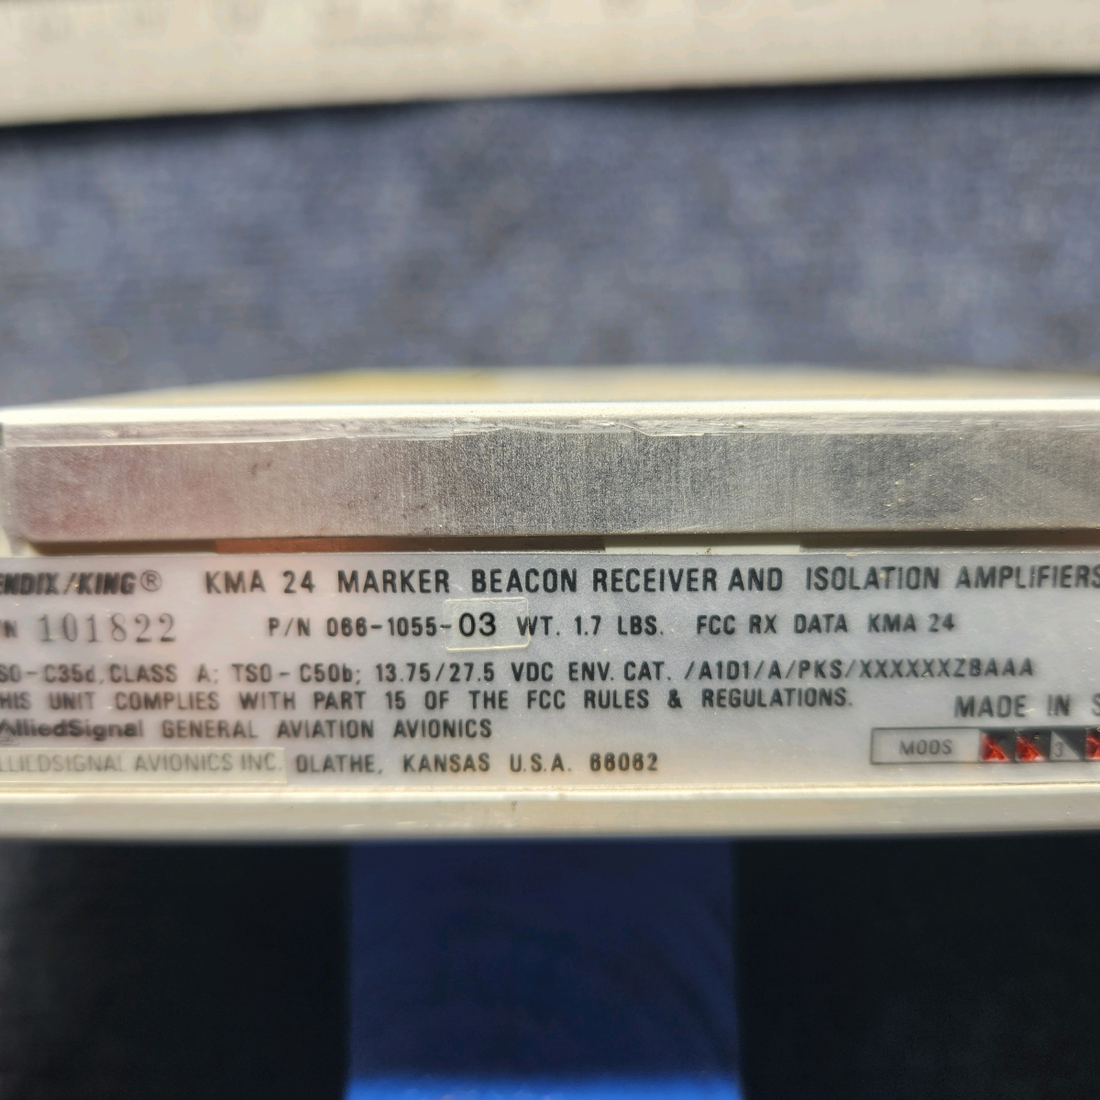 ENDIX/KING® KMA 24 MARKER BEACON RECEIVER AND ISOLATION AMPLIFIERS
/N 101822 P/N 066-1055-03 WT. 1.7 LBS. FCC RX DATA KMA 24
SO-C35d, CLASS A; TSO-C50b; 13.75/27.5 VDC ENV. CAT. /A1D1/A/PKS/XXXXXXZBAAA
HIS UNIT COMPLIES WITH PART 15 OF THE FCC RULES & REGULATIONS.
MADE IN
AlliedSignal GENERAL AVIATION AVIONICS
MODS 3
LLIEDSIGNAL AVIONICS INC. OLATHE, KANSAS U.S.A. 66062